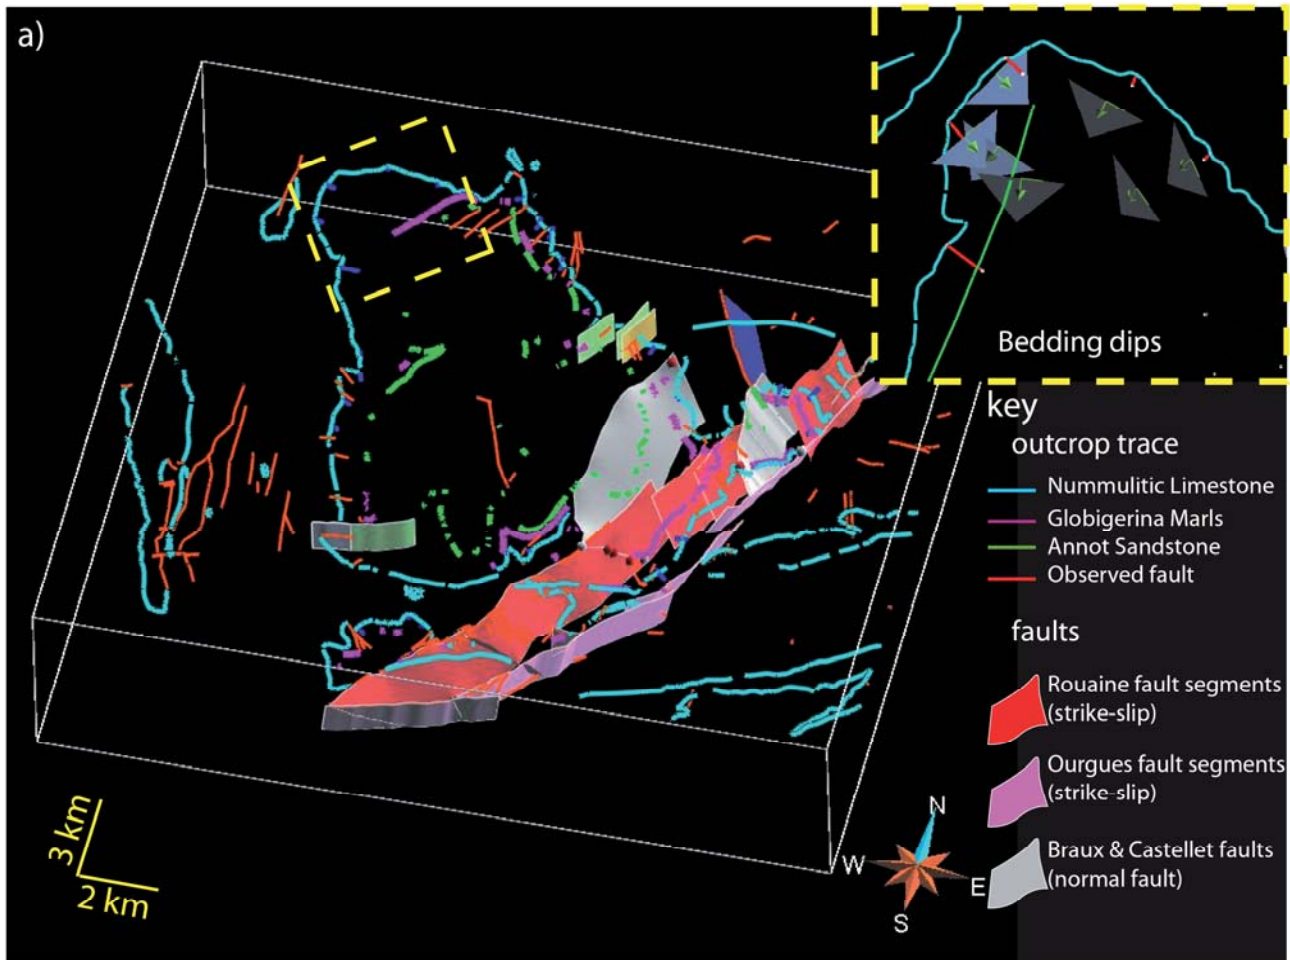 a)
Bedding dips
key
outcrop trace
Nummulitic Limestone
Globigerina Marls
Annot Sandstone
Observed fault
faults
Rouaine fault segments
(strike-slip)
Ourgues fault segments
(strike-slip)
Braux & Castellet faults
(normal fault)
3 km
2 km
N
W
E
S